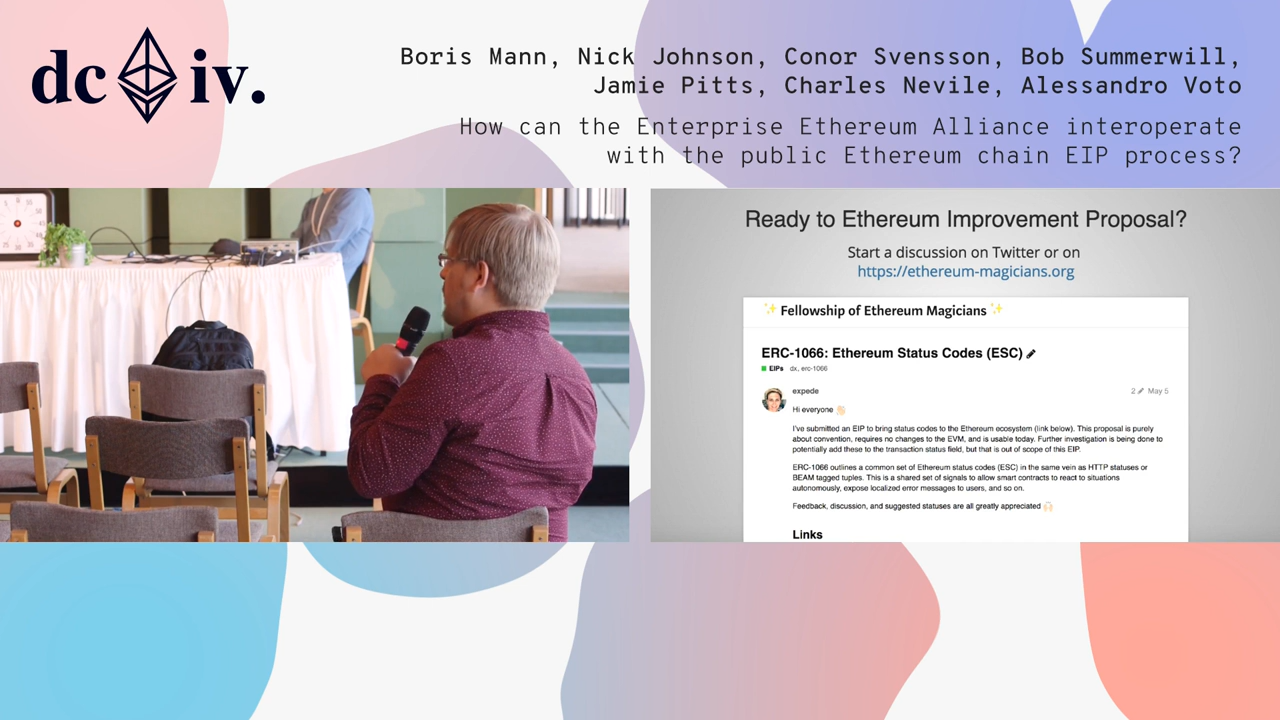 dc iv.
Boris Mann, Nick Johnson, Conor Svensson, Bob Summerwill,
Jamie Pitts, Charles Nevile, Alessandro Voto
How can the Enterprise Ethereum Alliance interoperate
with the public Ethereum chain EIP process?
Ready to Ethereum Improvement Proposal?
Start a discussion on Twitter or on
https://ethereum-magicians.org
✨ Fellowship of Ethereum Magicians ✨
ERC-1066: Ethereum Status Codes (ESC)
EIPs dx, erc-1066
expede 2 May 5
Hi everyone 👋🏻
I've submitted an EIP to bring status codes to the Ethereum ecosystem (link below). This proposal is purely
about convention, requires no changes to the EVM, and is usable today. Further investigation is being done to
potentially add these to the transaction status field, but that is out of scope of this EIP.
ERC-1066 outlines a common set of Ethereum status codes (ESC) in the same vein as HTTP statuses or
BEAM tagged tuples. This is a shared set of signals to allow smart contracts to react to situations
autonomously, expose localized error messages to users, and so on.
Feedback, discussion, and suggested statuses are all greatly appreciated 🙌🏻
Links